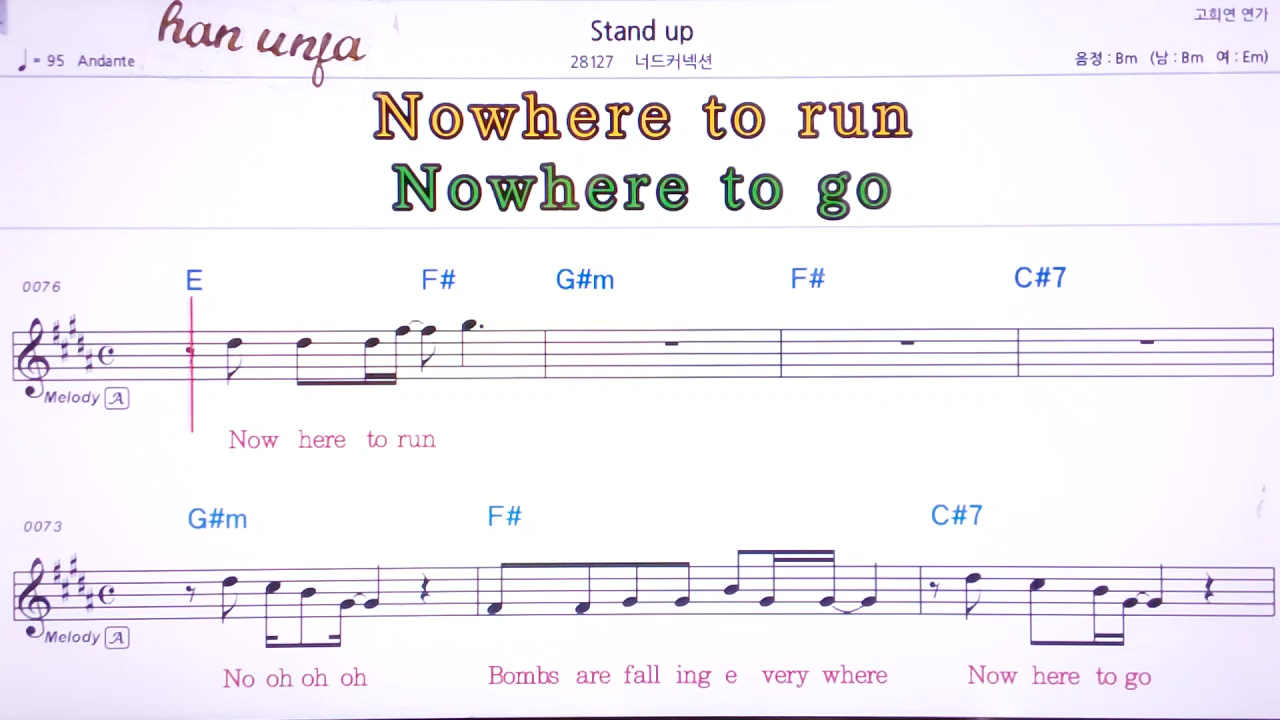 han unfa
Stand up
고희연 연가
♩= 95 Andante
28127 너드커넥션
음정 : Bm (남 : Bm 여 : Em)
Nowhere to run
Nowhere to go
E F# G#m F# C#7
0076
Melody A
Now here to run
G#m F# C#7
0073
Melody A
No oh oh oh Bombs are fall ing e very where Now here to go